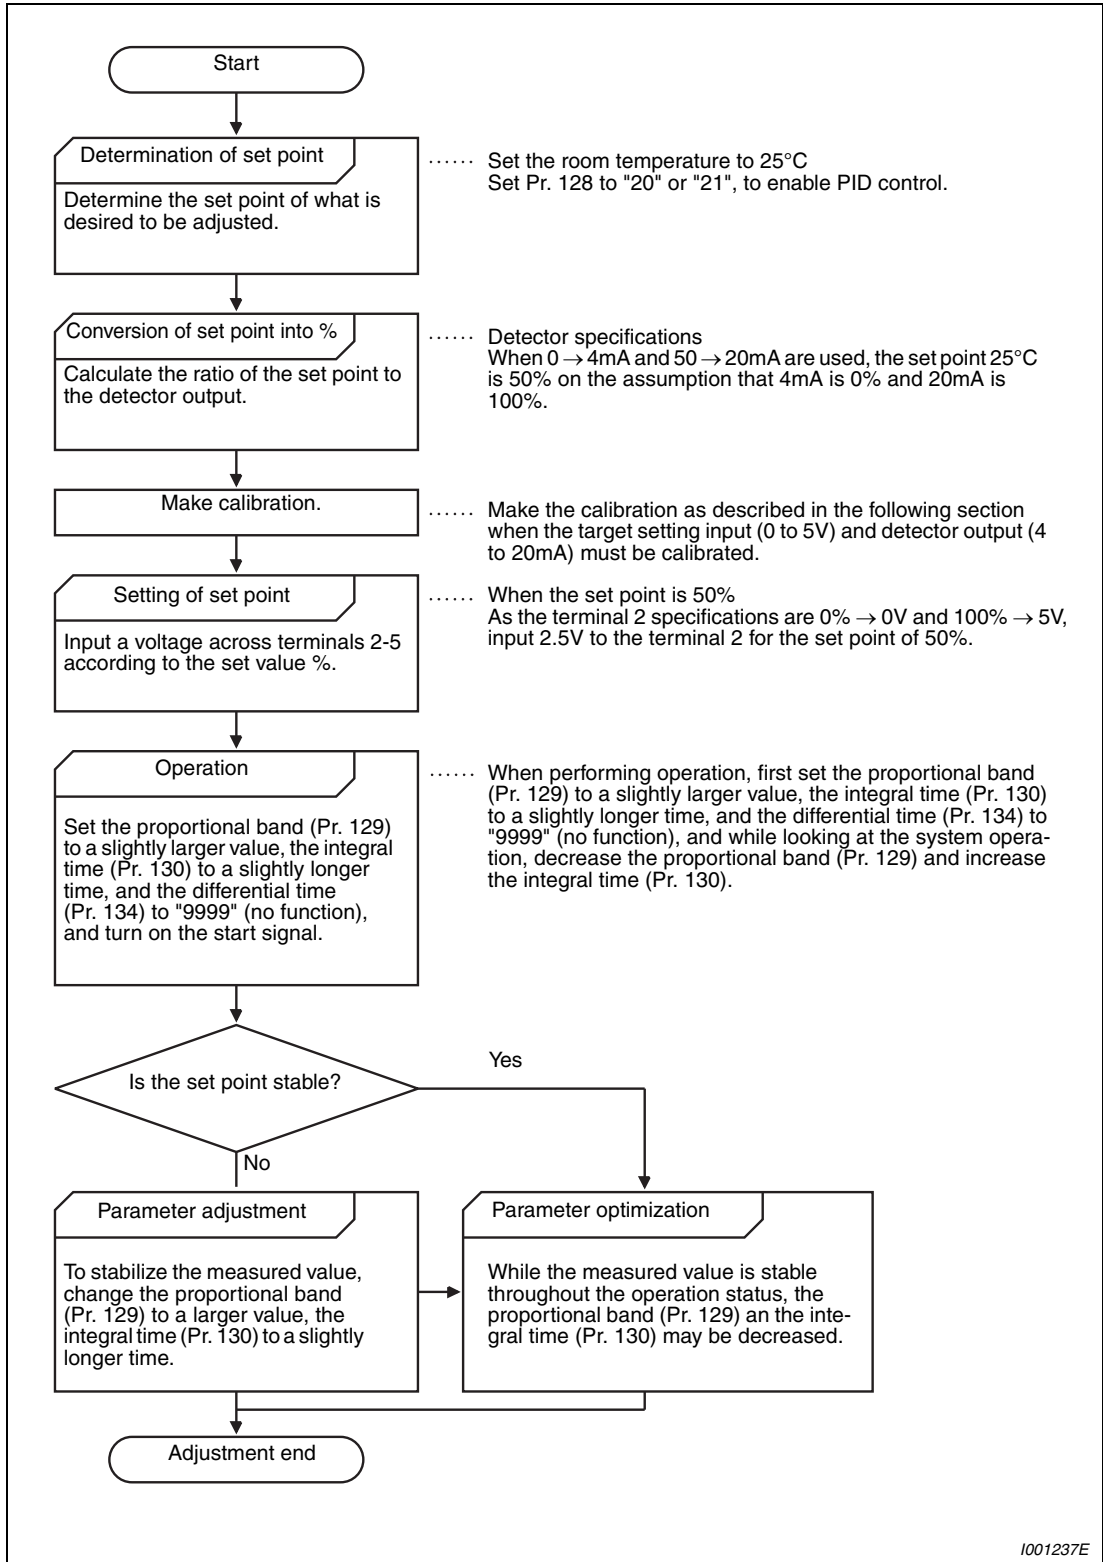 Start
Determination of set point
Determine the set point of what is
desired to be adjusted.
...... Set the room temperature to 25°C
Set Pr. 128 to "20" or "21", to enable PID control.
Conversion of set point into %
Calculate the ratio of the set point to
the detector output.
...... Detector specifications
When 0 → 4mA and 50 → 20mA are used, the set point 25°C
is 50% on the assumption that 4mA is 0% and 20mA is
100%.
Make calibration.
...... Make the calibration as described in the following section
when the target setting input (0 to 5V) and detector output (4
to 20mA) must be calibrated.
Setting of set point
Input a voltage across terminals 2-5
according to the set value %.
...... When the set point is 50%
As the terminal 2 specifications are 0% → 0V and 100% → 5V,
input 2.5V to the terminal 2 for the set point of 50%.
Operation
Set the proportional band (Pr. 129)
to a slightly larger value, the integral
time (Pr. 130) to a slightly longer
time, and the differential time
(Pr. 134) to "9999" (no function),
and turn on the start signal.
...... When performing operation, first set the proportional band
(Pr. 129) to a slightly larger value, the integral time (Pr. 130)
to a slightly longer time, and the differential time (Pr. 134) to
"9999" (no function), and while looking at the system opera-
tion, decrease the proportional band (Pr. 129) and increase
the integral time (Pr. 130).
Is the set point stable?
Yes
No
Parameter adjustment
To stabilize the measured value,
change the proportional band
(Pr. 129) to a larger value, the
integral time (Pr. 130) to a slightly
longer time.
Parameter optimization
While the measured value is stable
throughout the operation status, the
proportional band (Pr. 129) an the inte-
gral time (Pr. 130) may be decreased.
Adjustment end
I001237E